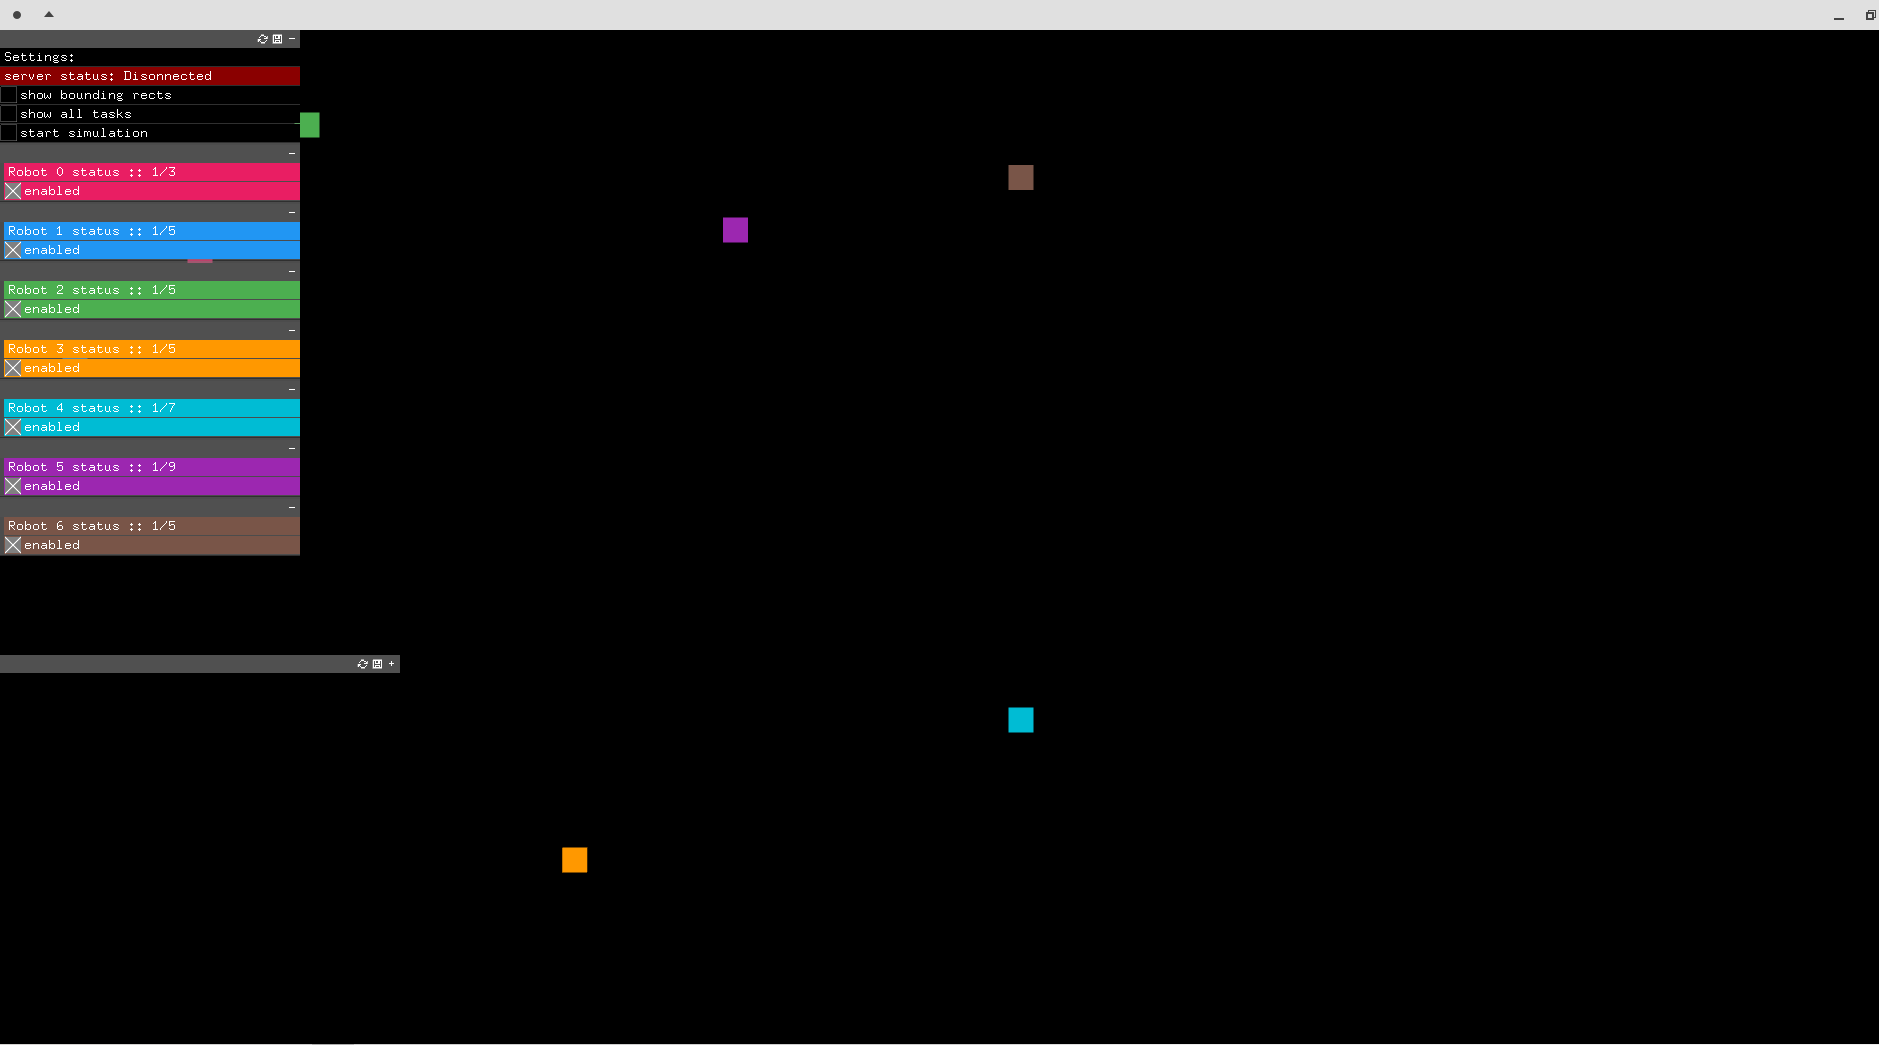 Settings:
server status: Disonnected
show bounding rects
show all tasks
start simulation
Robot 0 status :: 1/3
enabled
Robot 1 status :: 1/5
enabled
Robot 2 status :: 1/5
enabled
Robot 3 status :: 1/5
enabled
Robot 4 status :: 1/7
enabled
Robot 5 status :: 1/9
enabled
Robot 6 status :: 1/5
enabled